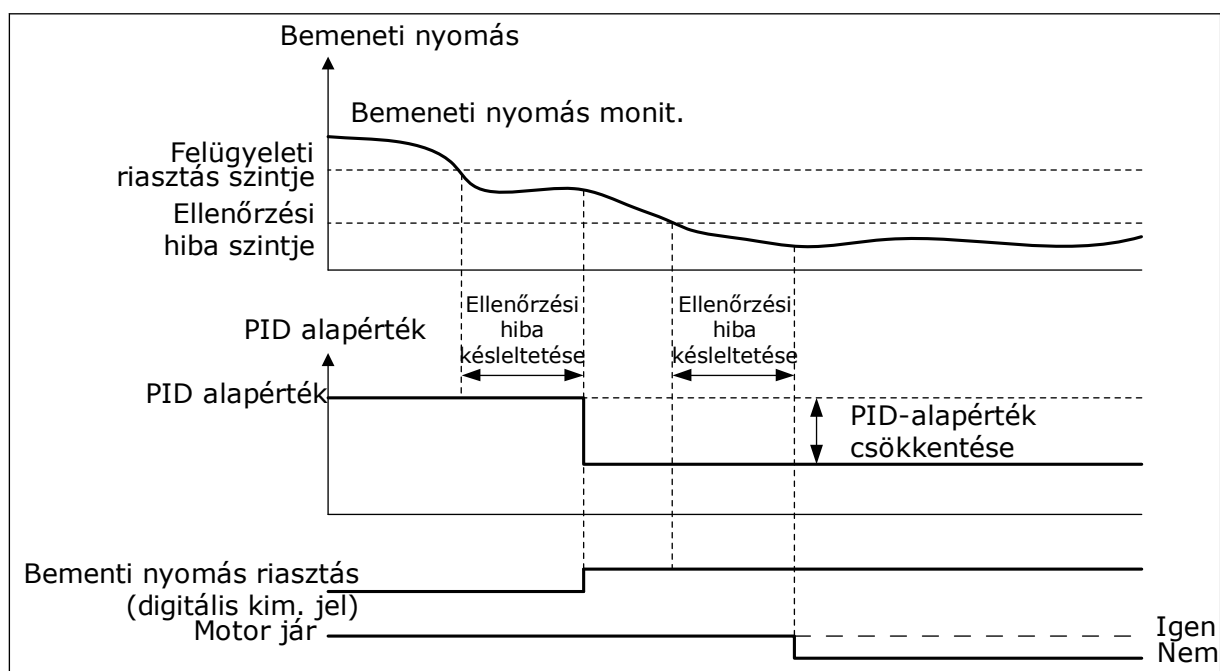 Bemeneti nyomás
Bemeneti nyomás monit.
Felügyeleti
riasztás szintje
Ellenőrzési
hiba szintje
Ellenőrzési
hiba
késleltetése
Ellenőrzési
hiba
késleltetése
PID alapérték
PID alapérték
PID-alapérték
csökkentése
Bementi nyomás riasztás
(digitális kim. jel)
Motor jár
Igen
Nem